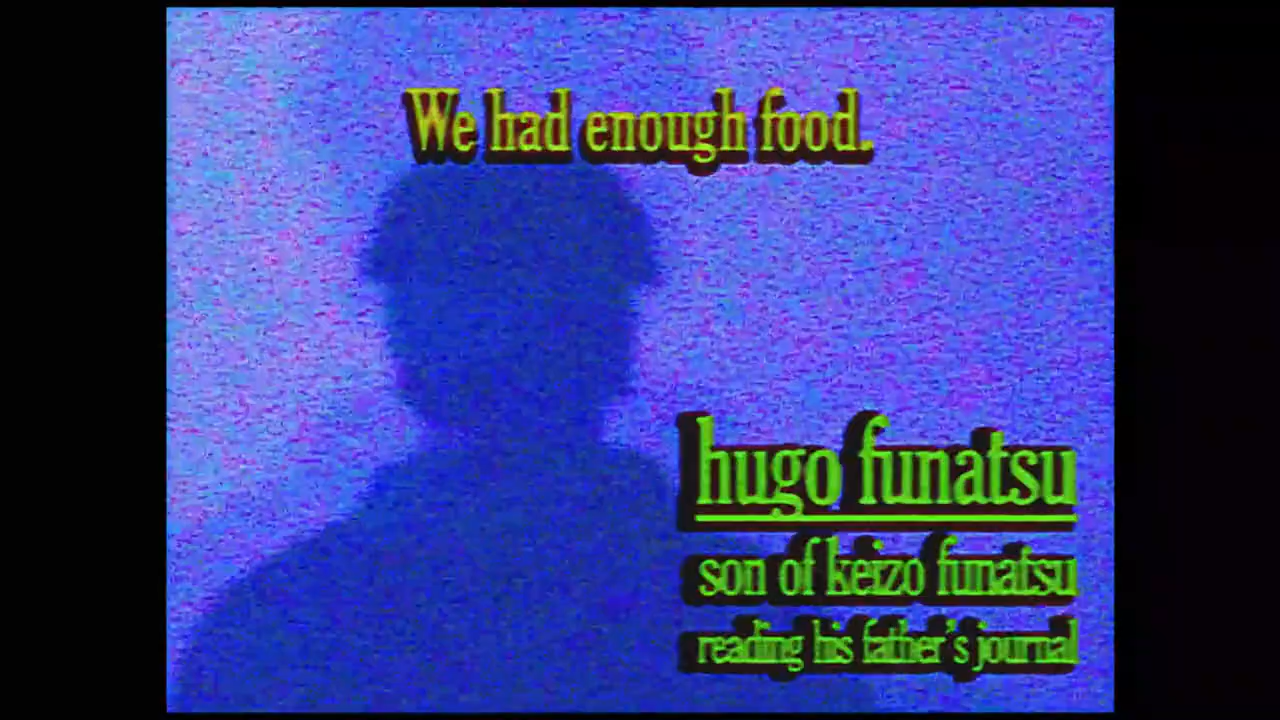 We had enough food.
hugo funatsu
son of keizo funatsu
reading his father's journal